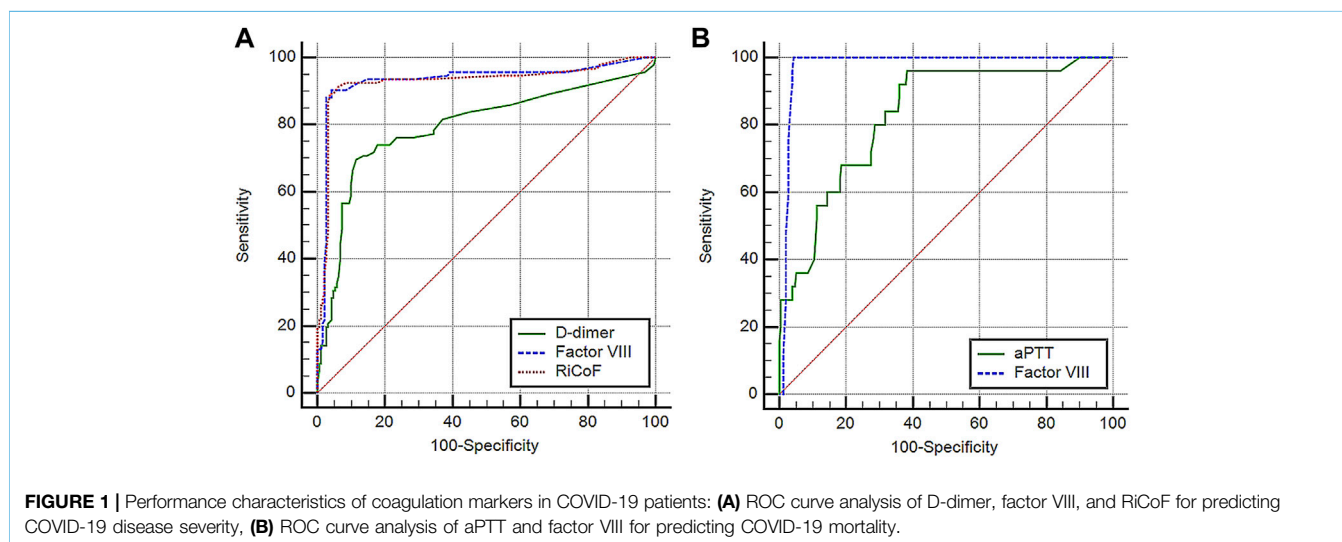 A
100
80
60
40
20
0
Sensitivity
0 20 40 60 80 100
100-Specificity
D-dimer
Factor VIII
RiCoF
B
100
80
60
40
20
0
Sensitivity
0 20 40 60 80 100
100-Specificity
aPTT
Factor VIII
FIGURE 1 | Performance characteristics of coagulation markers in COVID-19 patients: (A) ROC curve analysis of D-dimer, factor VIII, and RiCoF for predicting
COVID-19 disease severity, (B) ROC curve analysis of aPTT and factor VIII for predicting COVID-19 mortality.